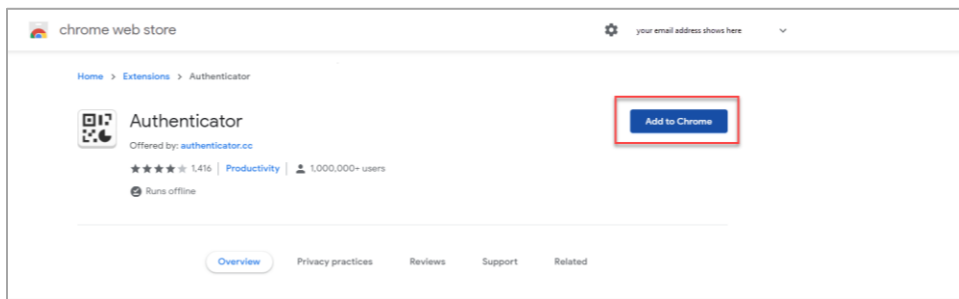 chrome web store your email address shows here
Home > Extensions > Authenticator
Authenticator
Add to Chrome
Offered by: authenticator.cc
1,416 | Productivity | 1,000,000+ users
Runs offline
Overview Privacy practices Reviews Support Related